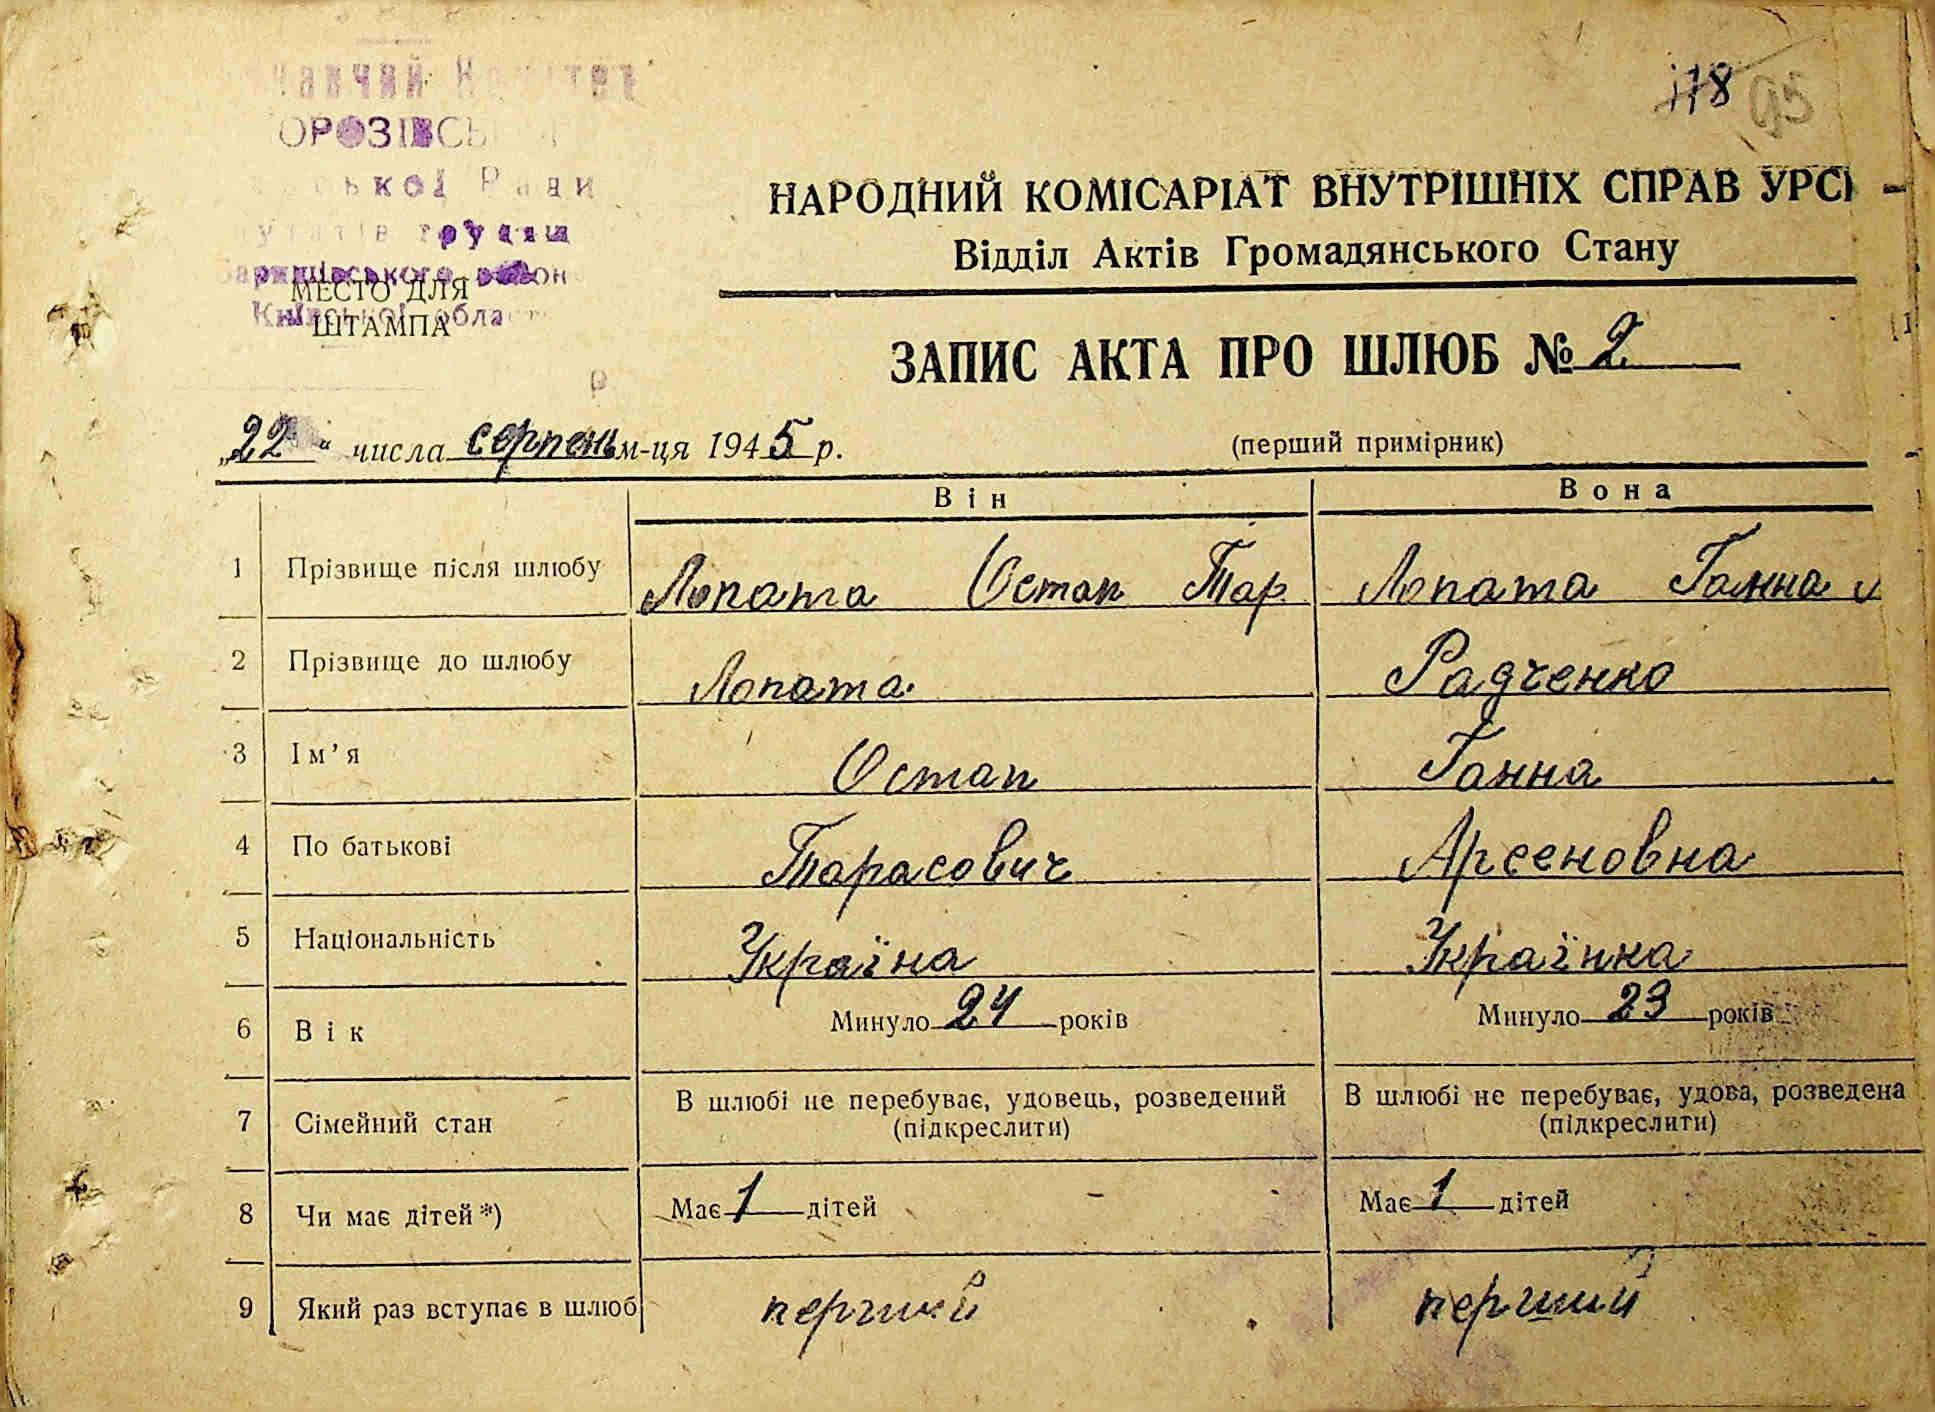 118 95
НАРОДНИЙ КОМІСАРІАТ ВНУТРІШНІХ СПРАВ УРСР
Відділ Актів Громадянського Стану
трудящ
району
Київської області
МЕСТО ДЛЯ
ШТАМПА
ЗАПИС АКТА ПРО ШЛЮБ № 2
„22“ числа серпень м-ця 1945 р.
(перший примірник)
Він Вона
1 Прізвище після шлюбу Лопата Остап Тар Лопата Ганна
2 Прізвище до шлюбу Лопата Радченко
3 Ім’я Остап Ганна
4 По батькові Тарасович Арсеновна
5 Національність Україна Українка
6 Вік Минуло 24 років Минуло 23 років
7 Сімейний стан В шлюбі не перебуває, удовець, розведений (підкреслити) В шлюбі не перебуває, удова, розведена (підкреслити)
8 Чи має дітей*) Має 1 дітей Має 1 дітей
9 Який раз вступає в шлюб перший перший